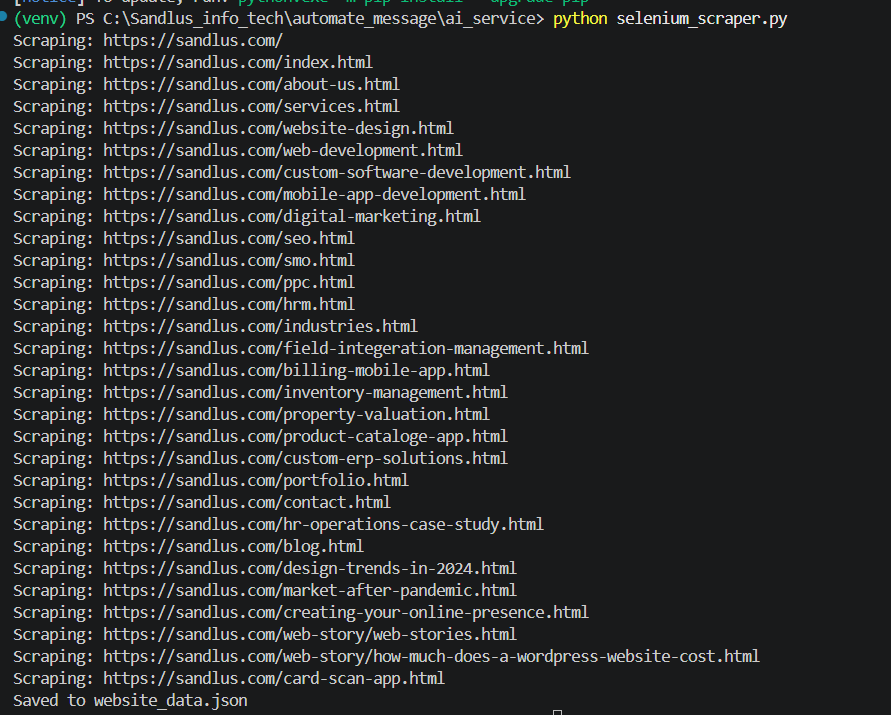 (venv) PS C:\Sandlus_info_tech\automate_message\ai_service> python selenium_scraper.py
Scraping: https://sandlus.com/
Scraping: https://sandlus.com/index.html
Scraping: https://sandlus.com/about-us.html
Scraping: https://sandlus.com/services.html
Scraping: https://sandlus.com/website-design.html
Scraping: https://sandlus.com/web-development.html
Scraping: https://sandlus.com/custom-software-development.html
Scraping: https://sandlus.com/mobile-app-development.html
Scraping: https://sandlus.com/digital-marketing.html
Scraping: https://sandlus.com/seo.html
Scraping: https://sandlus.com/smo.html
Scraping: https://sandlus.com/ppc.html
Scraping: https://sandlus.com/hrm.html
Scraping: https://sandlus.com/industries.html
Scraping: https://sandlus.com/field-integeration-management.html
Scraping: https://sandlus.com/billing-mobile-app.html
Scraping: https://sandlus.com/inventory-management.html
Scraping: https://sandlus.com/property-valuation.html
Scraping: https://sandlus.com/product-cataloge-app.html
Scraping: https://sandlus.com/custom-erp-solutions.html
Scraping: https://sandlus.com/portfolio.html
Scraping: https://sandlus.com/contact.html
Scraping: https://sandlus.com/hr-operations-case-study.html
Scraping: https://sandlus.com/blog.html
Scraping: https://sandlus.com/design-trends-in-2024.html
Scraping: https://sandlus.com/market-after-pandemic.html
Scraping: https://sandlus.com/creating-your-online-presence.html
Scraping: https://sandlus.com/web-story/web-stories.html
Scraping: https://sandlus.com/web-story/how-much-does-a-wordpress-website-cost.html
Scraping: https://sandlus.com/card-scan-app.html
Saved to website_data.json